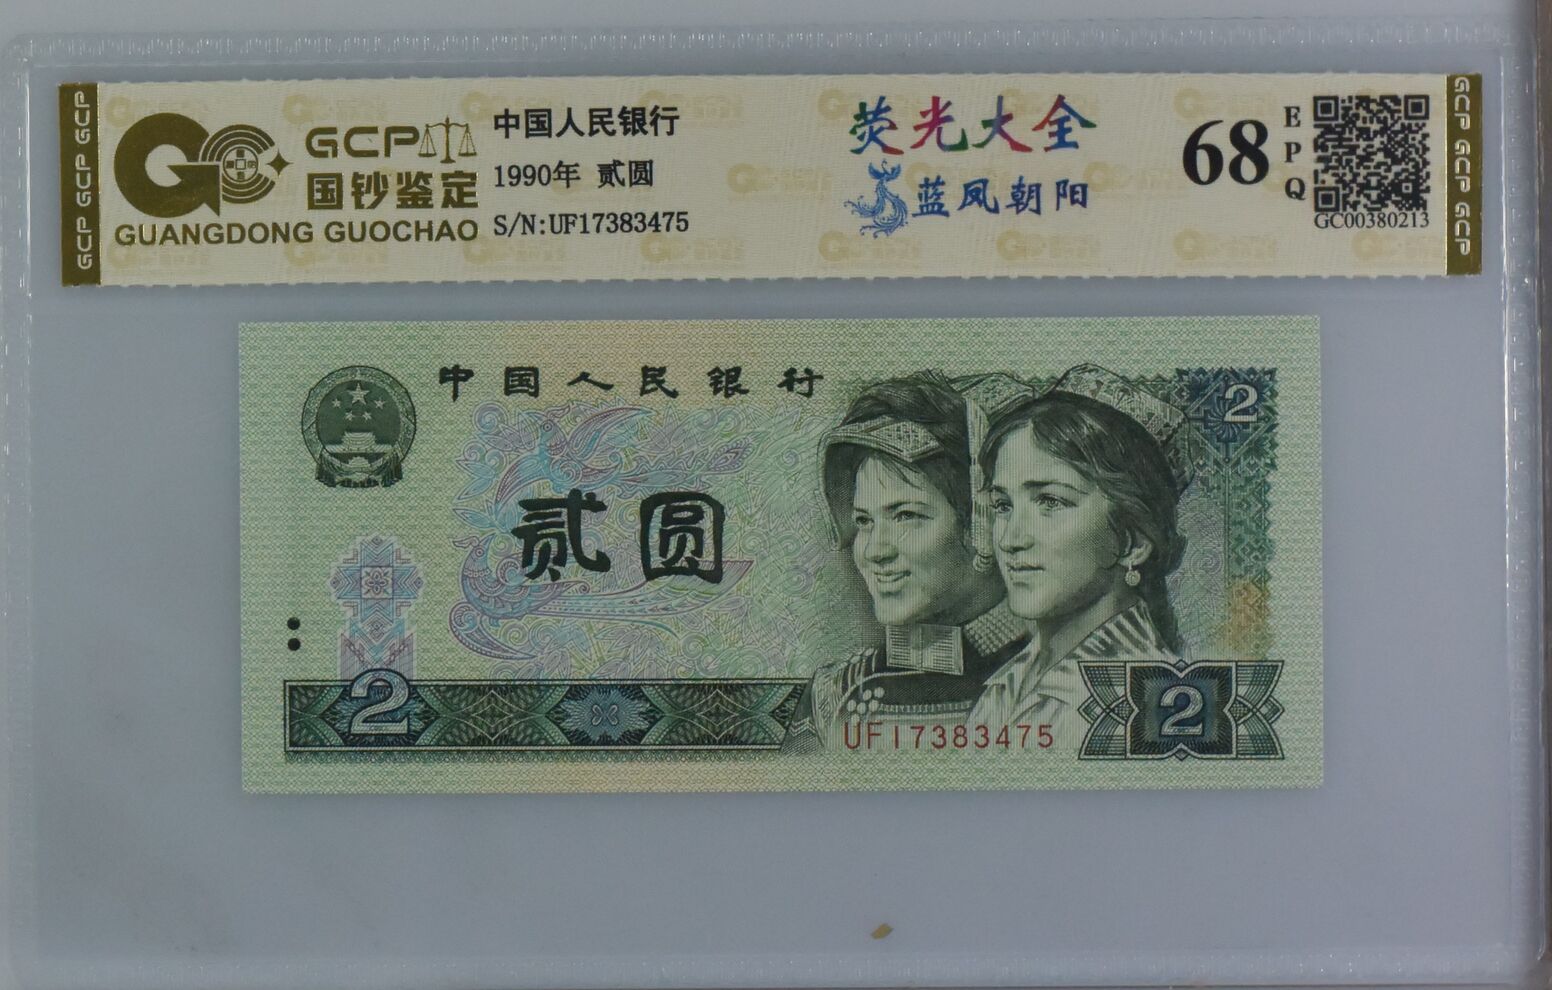 GCP GCP GCP
GCP
国钞鉴定
GUANGDONG GUOCHAO
中国人民银行
1990年 贰圆
S/N:UF17383475
荧光大全
蓝凤朝阳
68
EPQ
GC00380213
GCP GCP GCP
中国人民银行
2
贰圆
2
UF17383475
2